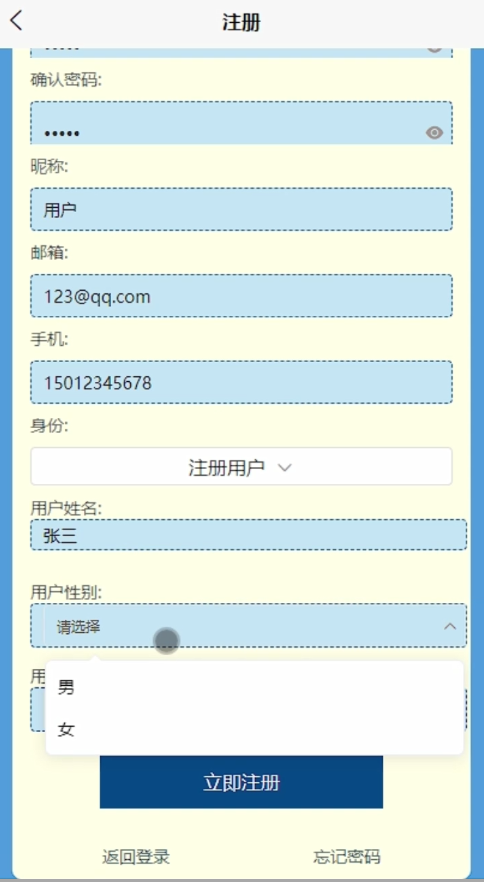 注册
•••••
确认密码:
•••••
昵称:
用户
邮箱:
123@qq.com
手机:
15012345678
身份:
注册用户
用户姓名:
张三
用户性别:
请选择
用
男
女
立即注册
返回登录 忘记密码